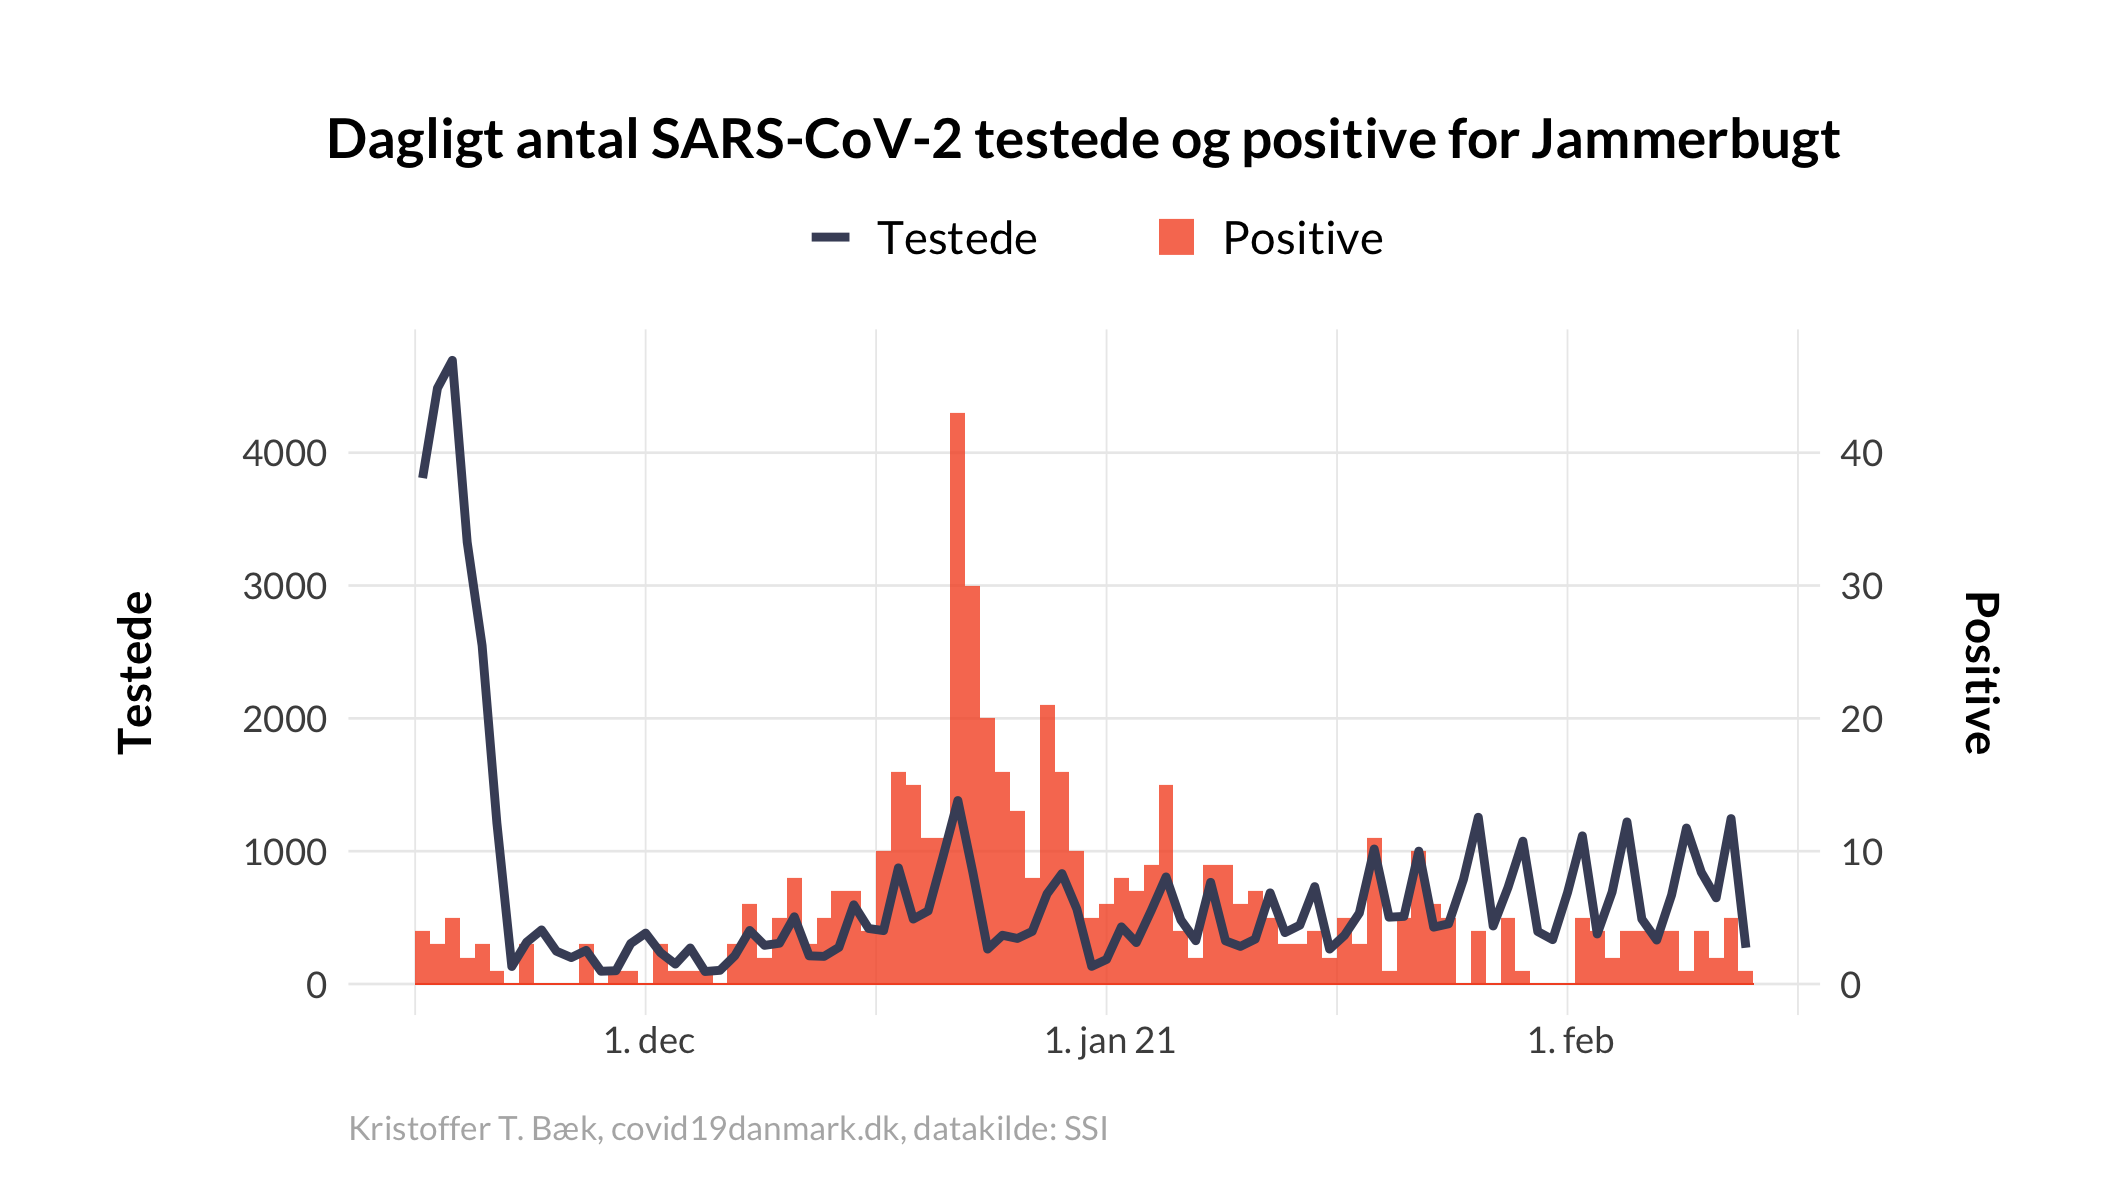 Dagligt antal SARS-CoV-2 testede og positive for Jammerbugt
Testede
Positive
4000
3000
2000
1000
0
Testede
40
30
20
10
0
Positive
1. dec
1. jan 21
1. feb
Kristoffer T. Bæk, covid19danmark.dk, datakilde: SSI